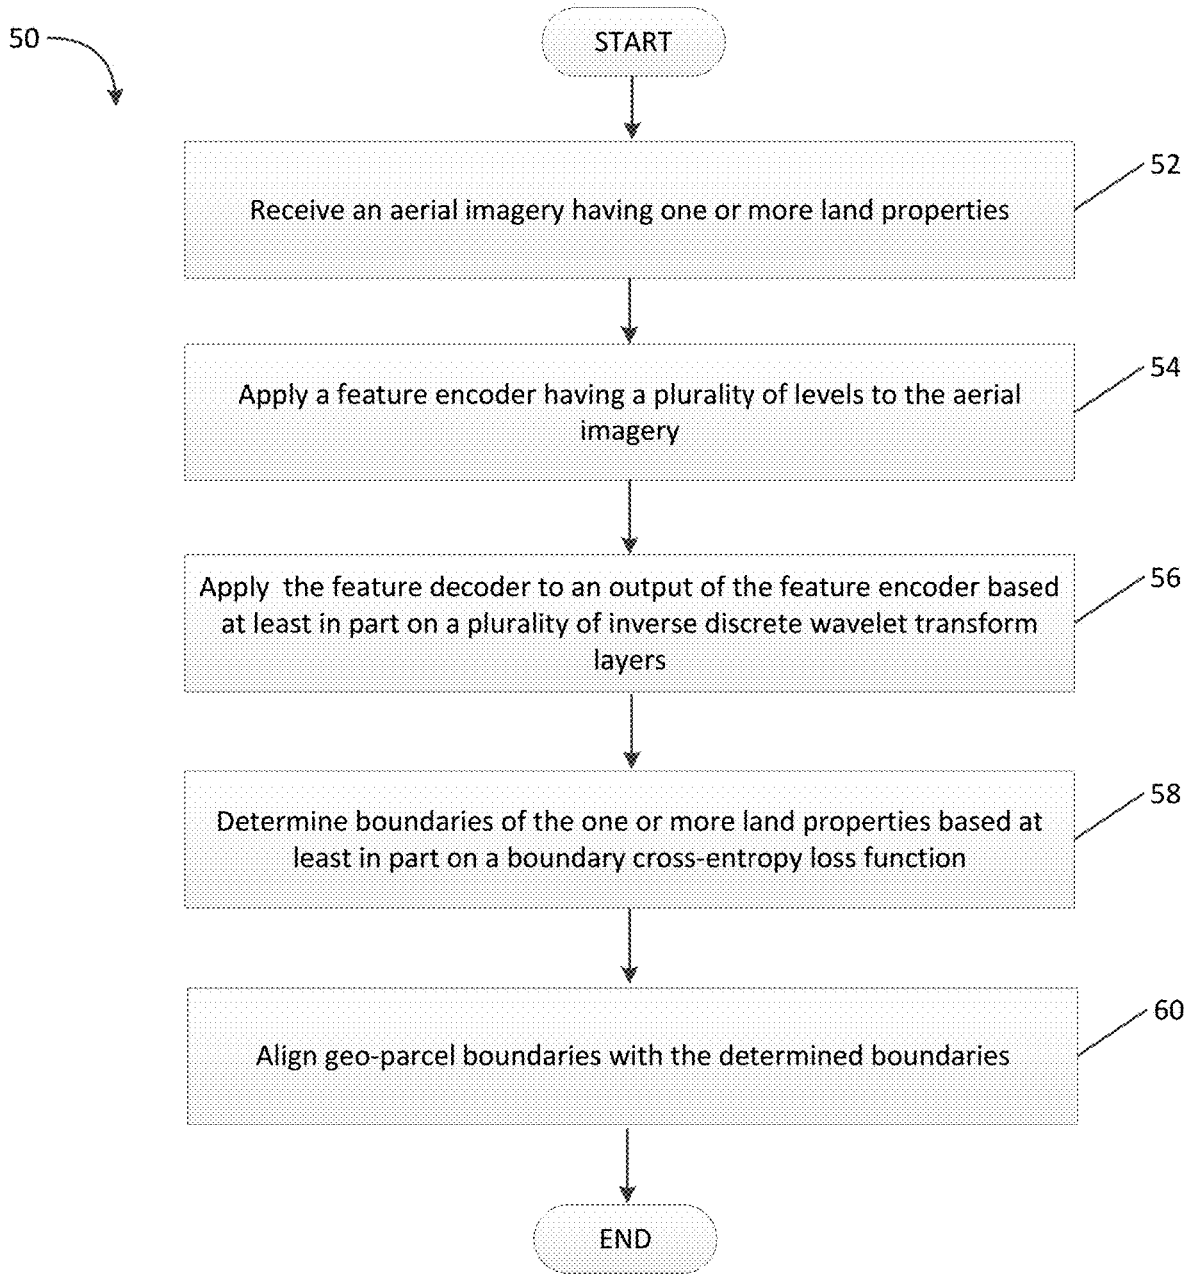 50
START
52
Receive an aerial imagery having one or more land properties
54
Apply a feature encoder having a plurality of levels to the aerial
imagery
56
Apply the feature decoder to an output of the feature encoder based
at least in part on a plurality of inverse discrete wavelet transform
layers
58
Determine boundaries of the one or more land properties based at
least in part on a boundary cross-entropy loss function
60
Align geo-parcel boundaries with the determined boundaries
END